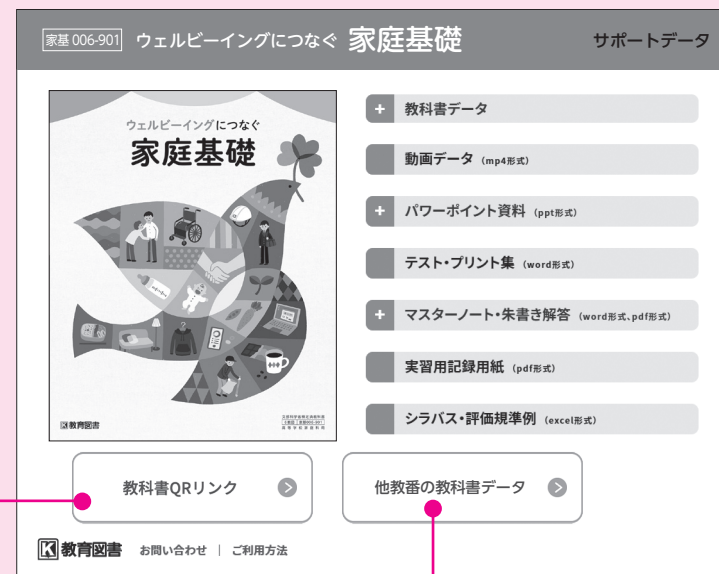 家基 006-901 ウェルビーイングにつなぐ 家庭基礎 サポートデータ
ウェルビーイングにつなぐ
家庭基礎
教育図書
+ 教科書データ
動画データ (mp4形式)
+ パワーポイント資料 (ppt形式)
テスト・プリント集 (word形式)
+ マスターノート・朱書き解答 (word形式、pdf形式)
実習用記録用紙 (pdf形式)
シラバス・評価規準例 (excel形式)
教科書QRリンク
他教番の教科書データ
教育図書 お問い合わせ | ご利用方法